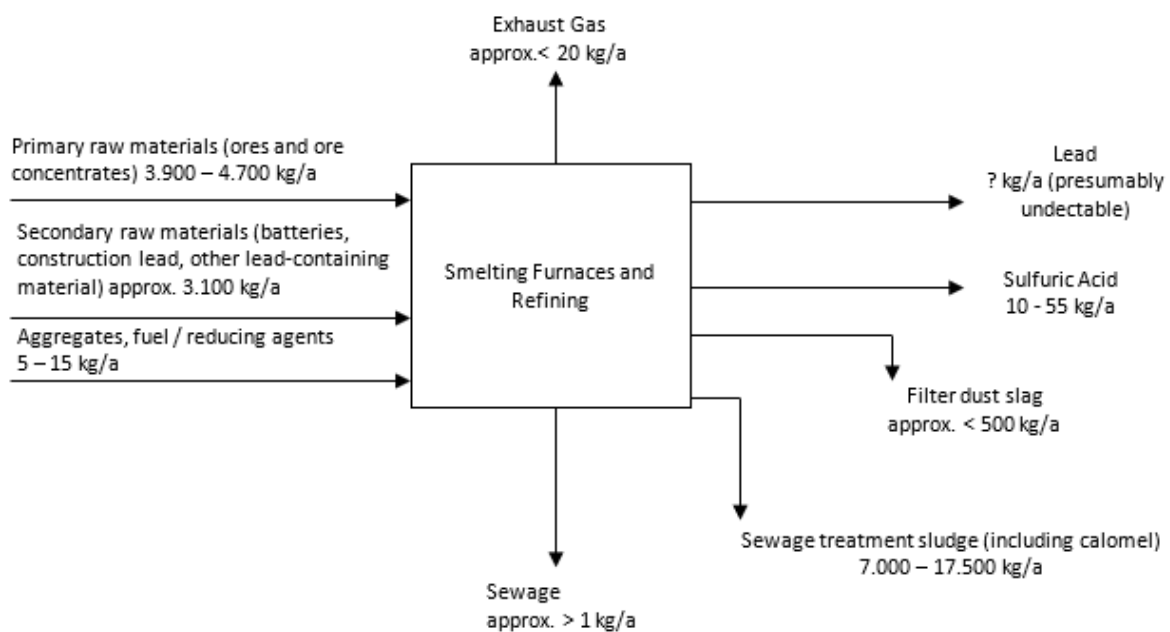 Exhaust Gas
approx.< 20 kg/a
Primary raw materials (ores and ore
concentrates) 3.900 – 4.700 kg/a
Secondary raw materials (batteries,
construction lead, other lead-containing
material) approx. 3.100 kg/a
Aggregates, fuel / reducing agents
5 – 15 kg/a
Smelting Furnaces and
Refining
Lead
? kg/a (presumably
undectable)
Sulfuric Acid
10 - 55 kg/a
Filter dust slag
approx. < 500 kg/a
Sewage treatment sludge (including calomel)
7.000 – 17.500 kg/a
Sewage
approx. > 1 kg/a